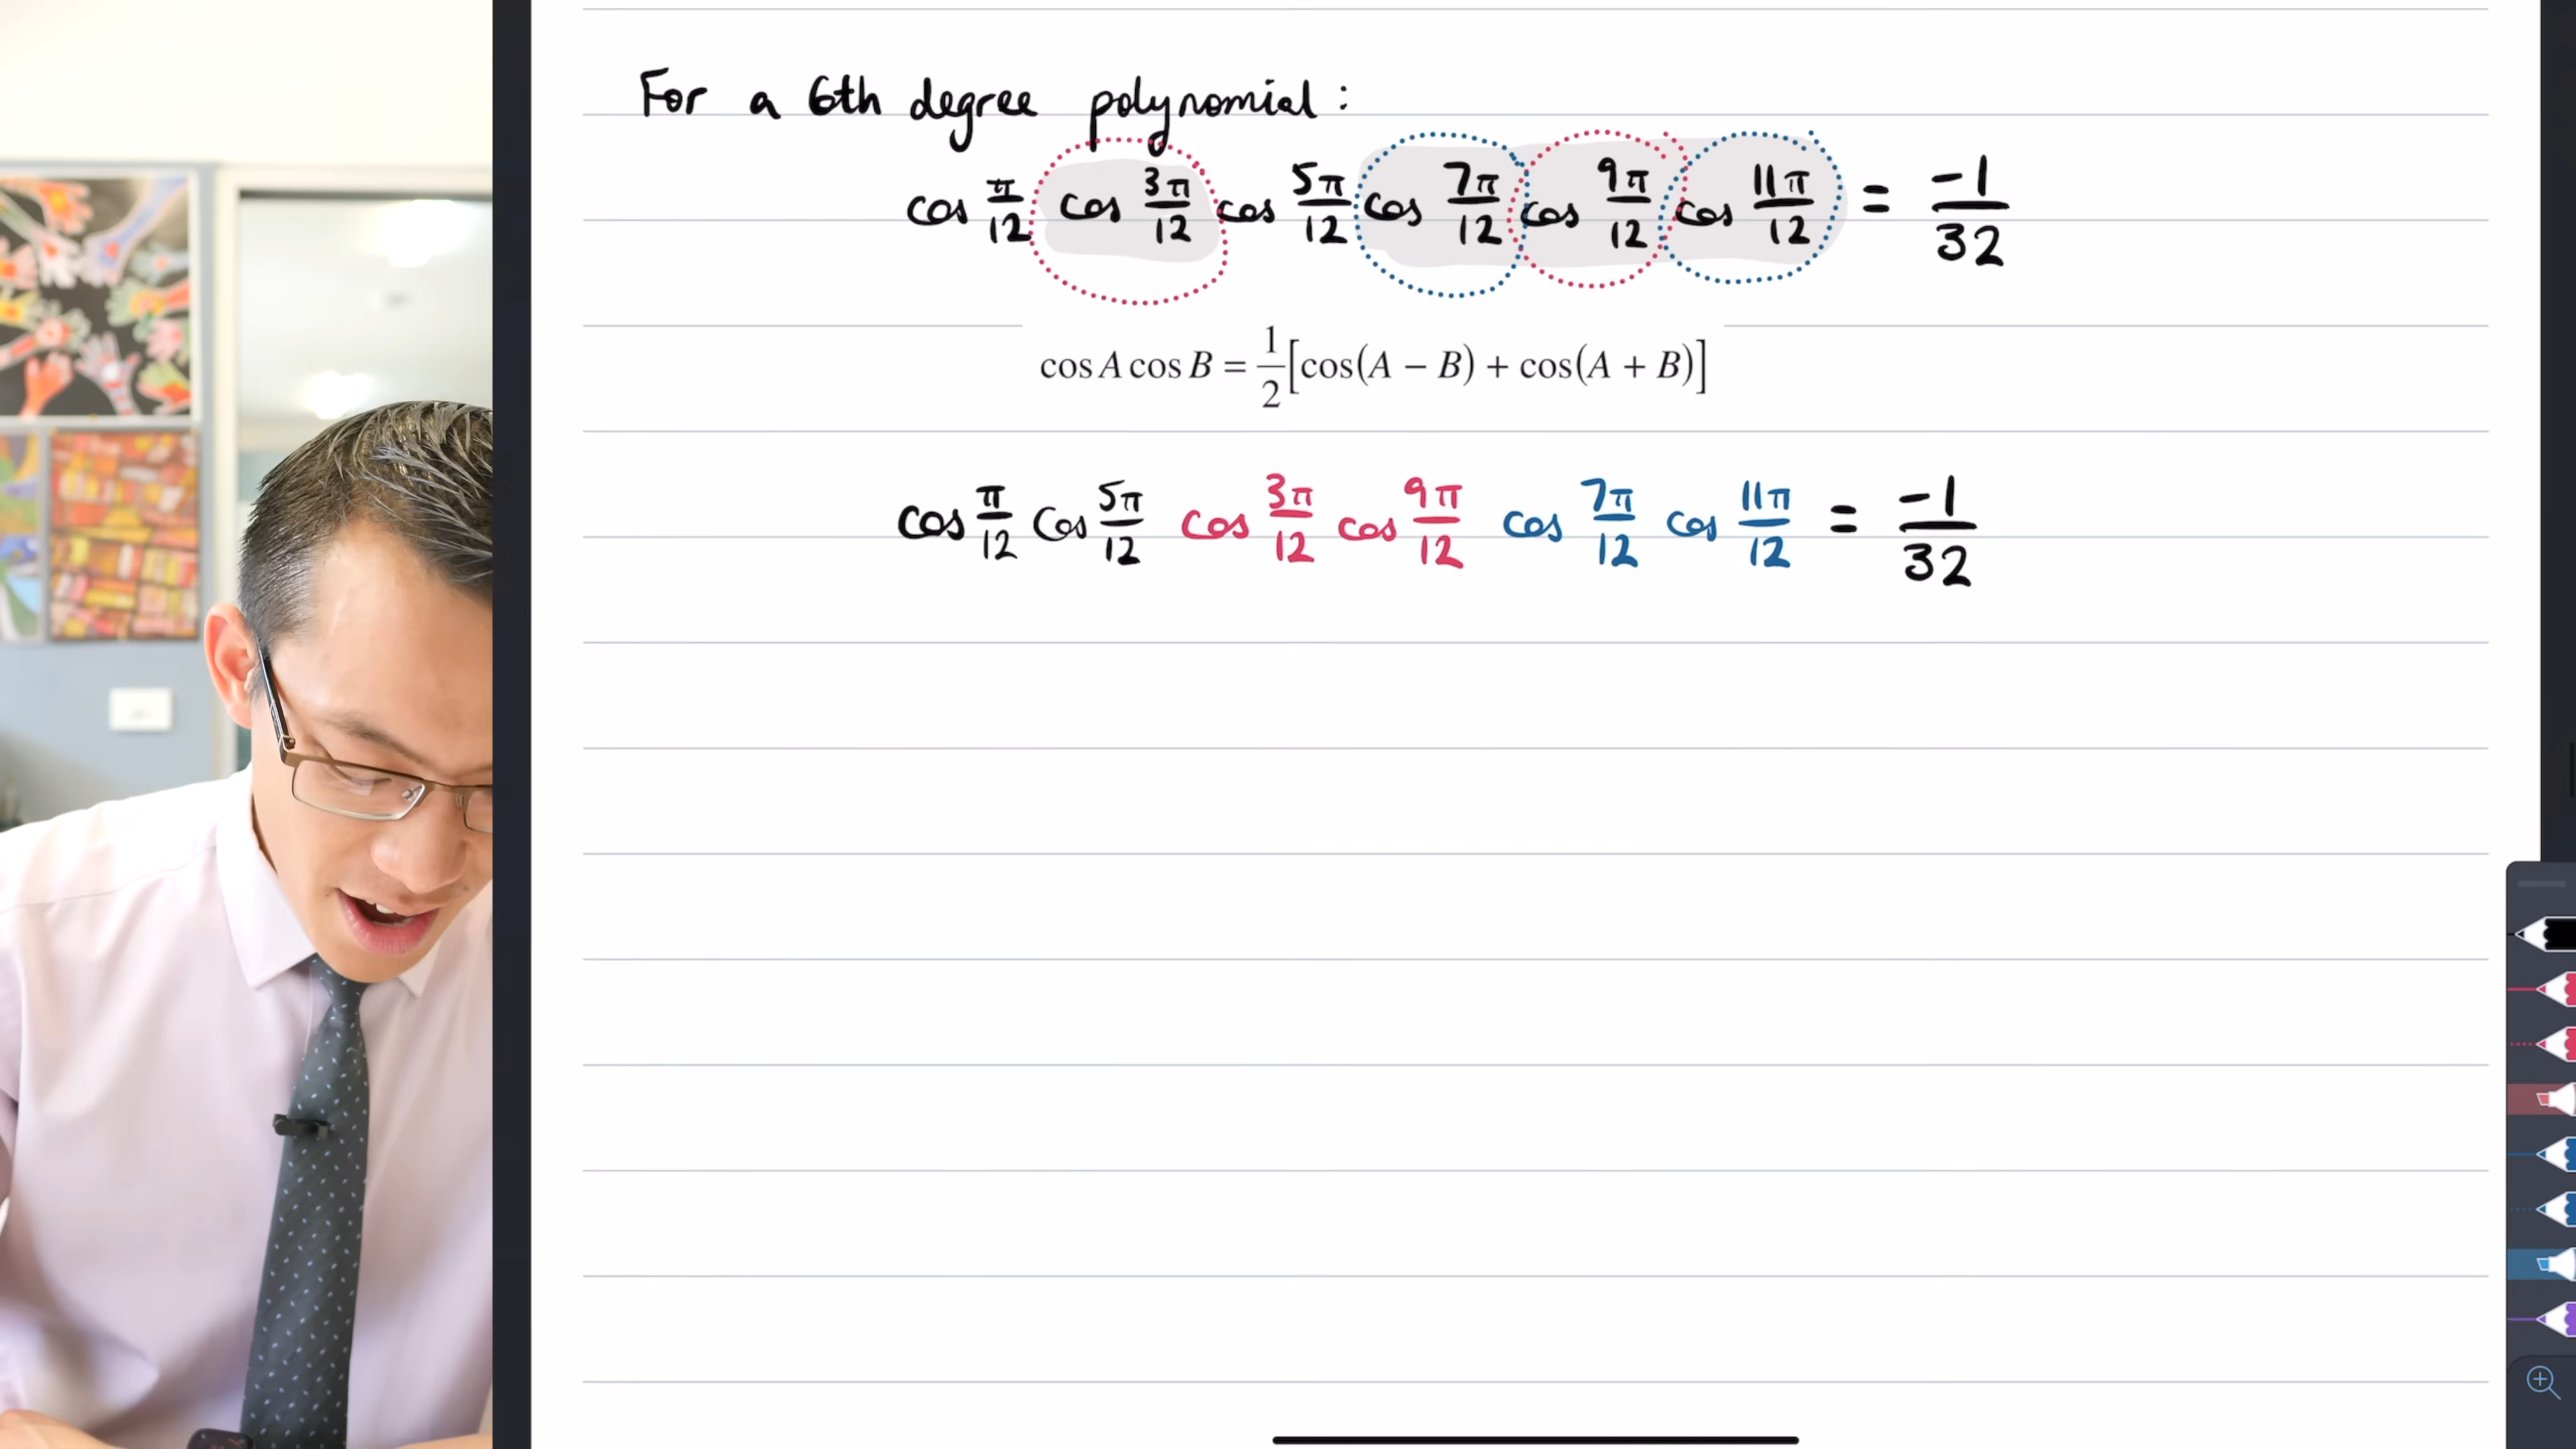 For a 6th degree polynomial:
cos π/12 cos 3π/12 cos 5π/12 cos 7π/12 cos 9π/12 cos 11π/12 = -1/32
cos A cos B = 1/2[cos(A − B) + cos(A + B)]
cos π/12 cos 5π/12 cos 3π/12 cos 9π/12 cos 7π/12 cos 11π/12 = -1/32